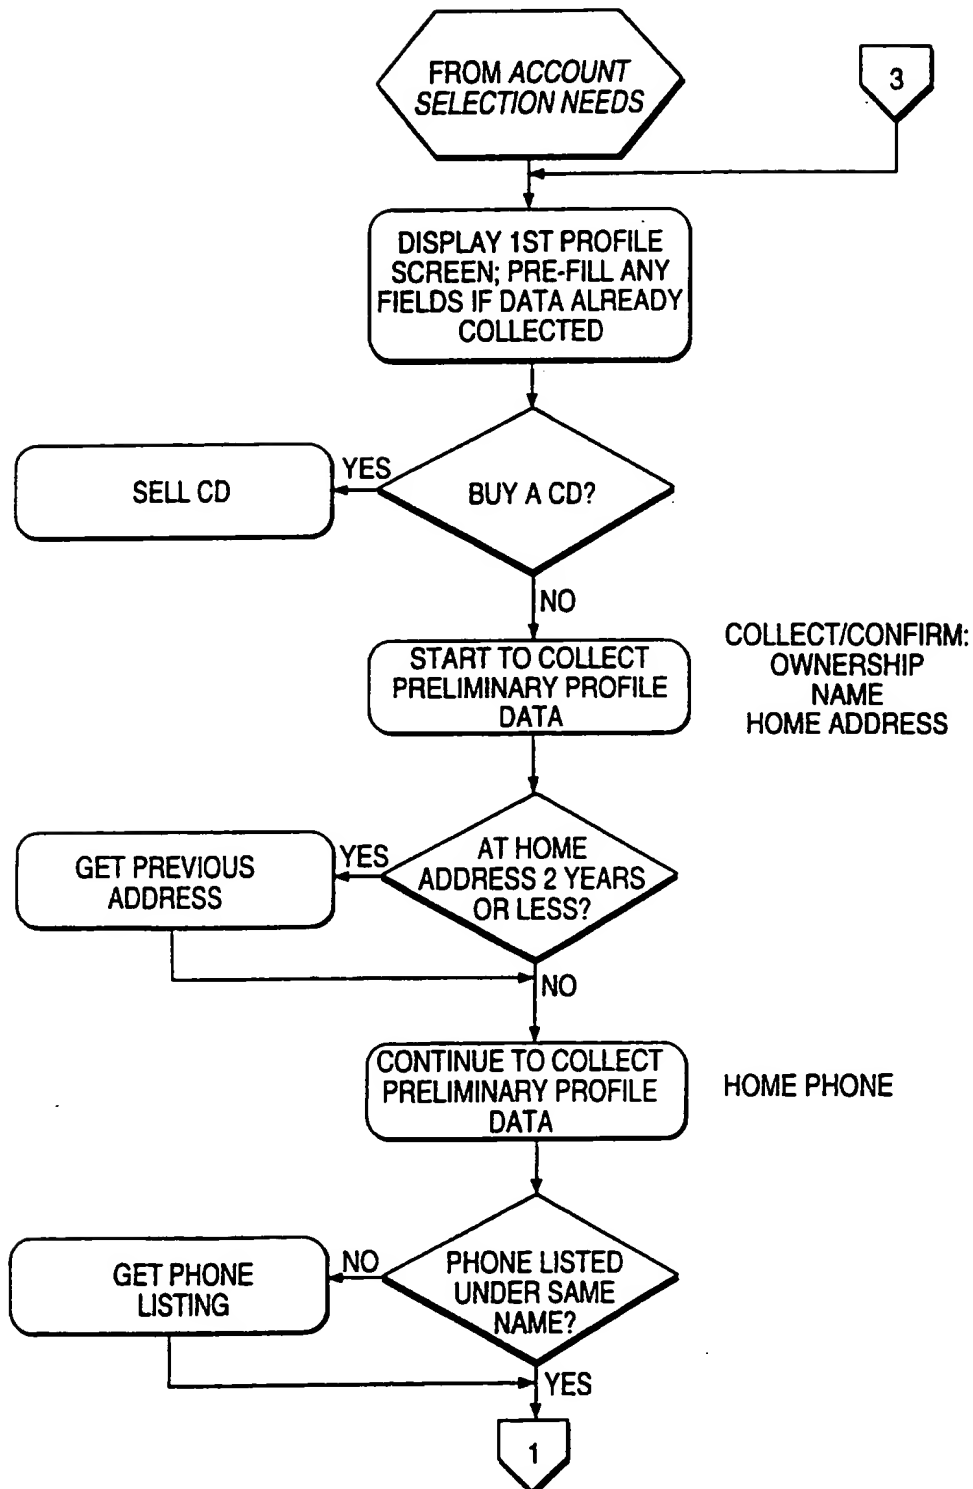 FROM ACCOUNT
SELECTION NEEDS
3
DISPLAY 1ST PROFILE
SCREEN; PRE-FILL ANY
FIELDS IF DATA ALREADY
COLLECTED
BUY A CD?
YES
SELL CD
NO
START TO COLLECT
PRELIMINARY PROFILE
DATA
COLLECT/CONFIRM:
OWNERSHIP
NAME
HOME ADDRESS
AT HOME
ADDRESS 2 YEARS
OR LESS?
YES
GET PREVIOUS
ADDRESS
NO
CONTINUE TO COLLECT
PRELIMINARY PROFILE
DATA
HOME PHONE
PHONE LISTED
UNDER SAME
NAME?
NO
GET PHONE
LISTING
YES
1